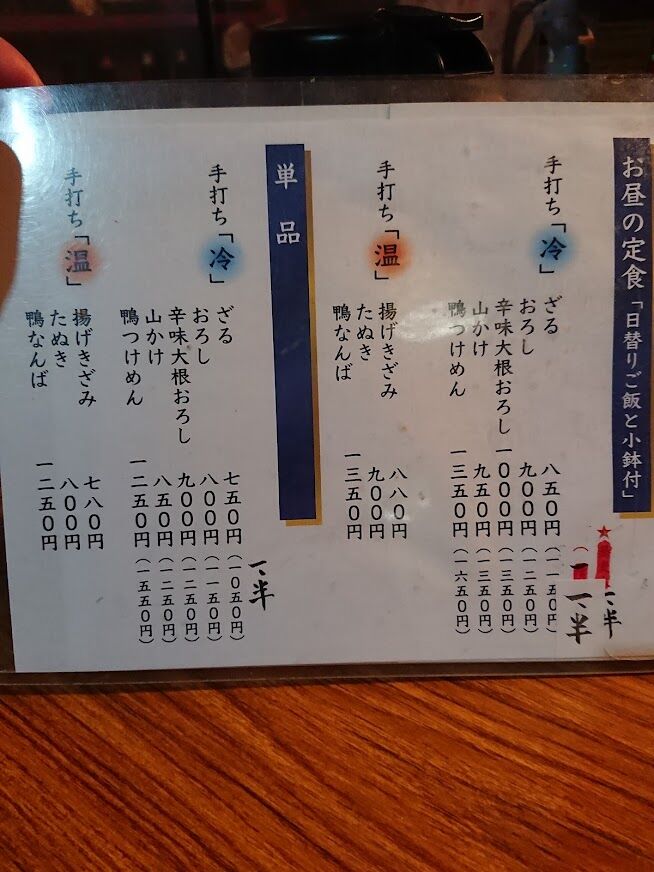 お昼の定食「日替りご飯と小鉢付」
一、半
一、半
手打ち「冷」
ざる 八五〇円(一一五〇円
おろし 九〇〇円(一二五〇円)
辛味大根おろし 一〇〇〇円(一三五〇円)
山かけ 九五〇円(一三五〇円)
鴨つけめん 一三五〇円(一六五〇円)
手打ち「温」
揚げきざみ 八八〇円
たぬき 九〇〇円
鴨なんば 一三五〇円
単品
一、半
手打ち「冷」
ざる 七五〇円(一〇五〇円)
おろし 八〇〇円(一一五〇円)
辛味大根おろし 九〇〇円(一二五〇円)
山かけ 八五〇円(一二五〇円)
鴨つけめん 一二五〇円(一五五〇円)
手打ち「温」
揚げきざみ 七八〇円
たぬき 八〇〇円
鴨なんば 一二五〇円